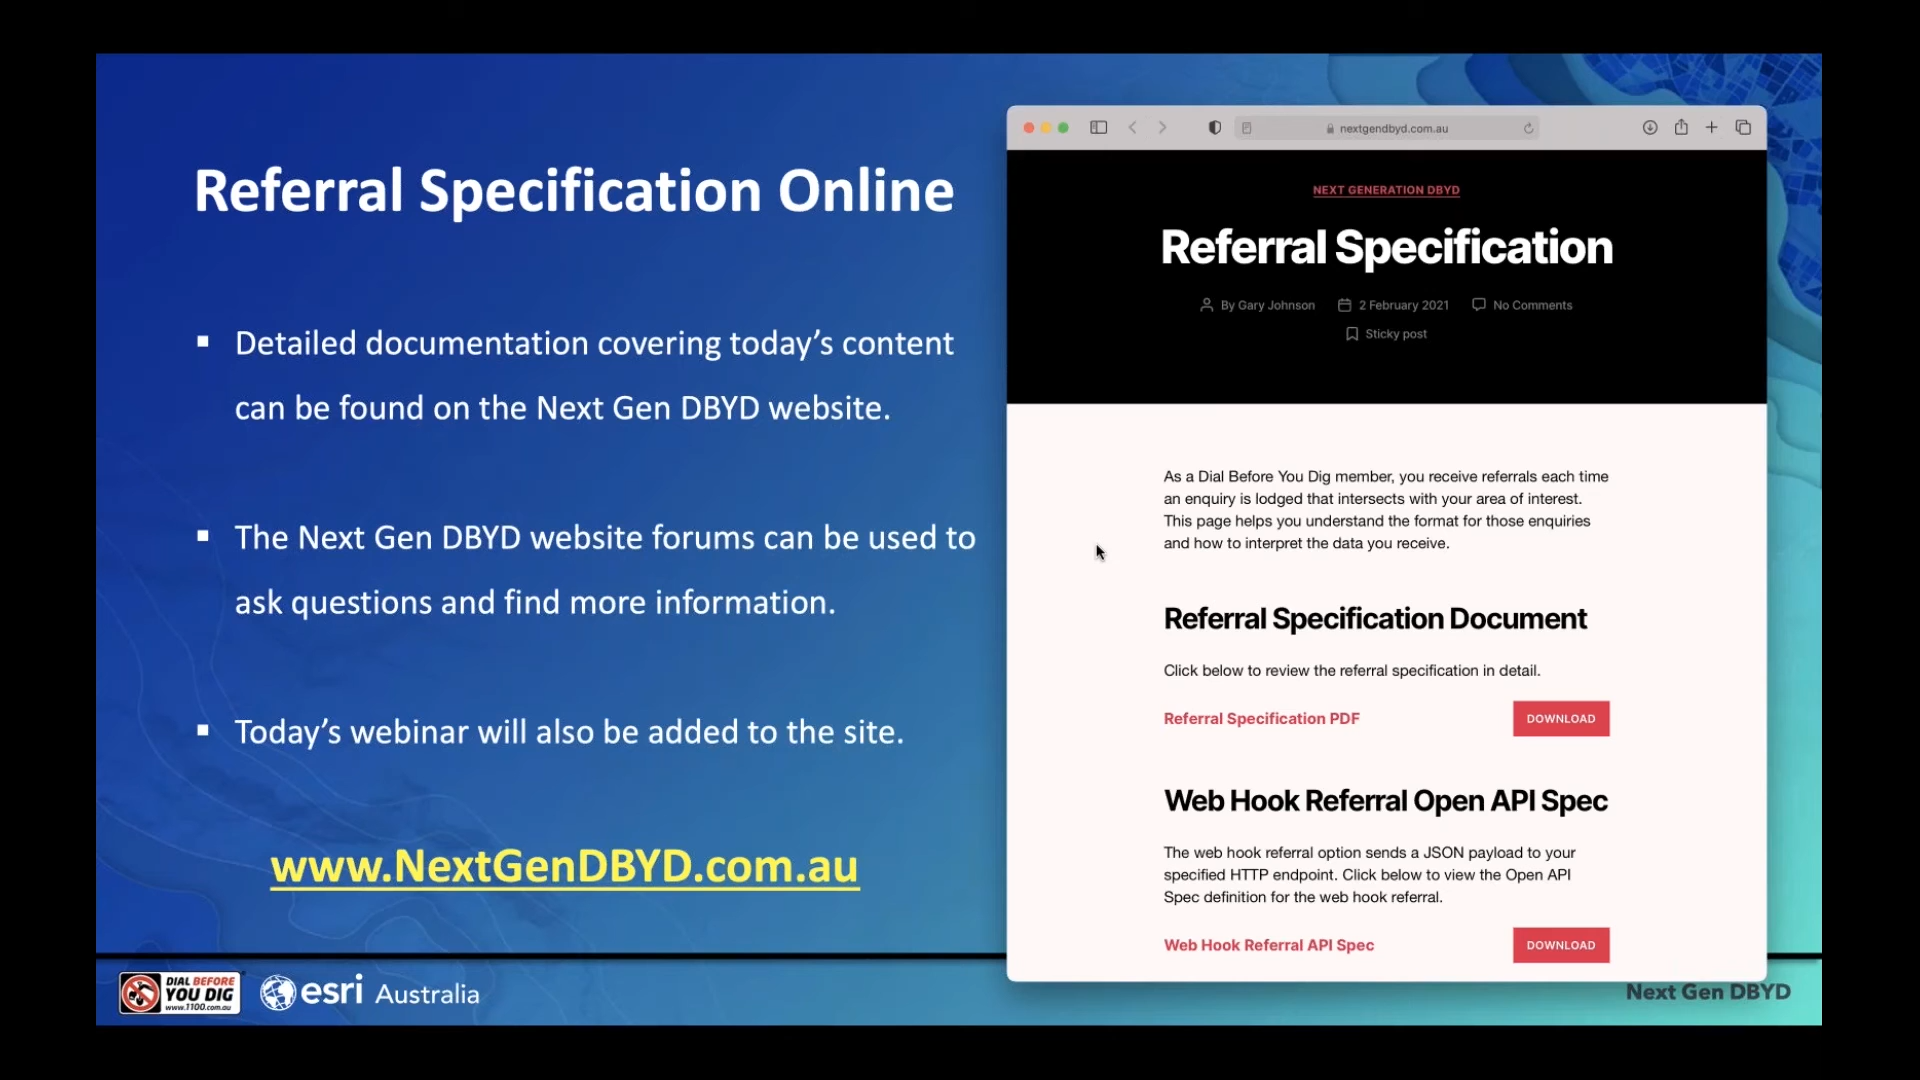 Referral Specification Online
▪ Detailed documentation covering today's content
can be found on the Next Gen DBYD website.
▪ The Next Gen DBYD website forums can be used to
ask questions and find more information.
▪ Today's webinar will also be added to the site.
www.NextGenDBYD.com.au
nextgendbyd.com.au
NEXT GENERATION DBYD
Referral Specification
By Gary Johnson 2 February 2021 No Comments
Sticky post
As a Dial Before You Dig member, you receive referrals each time
an enquiry is lodged that intersects with your area of interest.
This page helps you understand the format for those enquiries
and how to interpret the data you receive.
Referral Specification Document
Click below to review the referral specification in detail.
Referral Specification PDF DOWNLOAD
Web Hook Referral Open API Spec
The web hook referral option sends a JSON payload to your
specified HTTP endpoint. Click below to view the Open API
Spec definition for the web hook referral.
Web Hook Referral API Spec DOWNLOAD
DIAL BEFORE
YOU DIG
www.1100.com.au
esri Australia
Next Gen DBYD